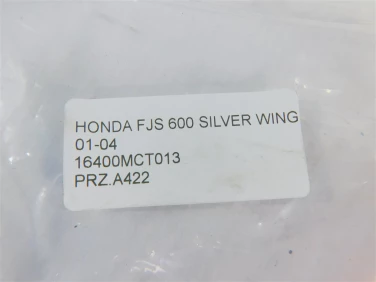 HONDA FJS 600 SILVER WING
01-04
16400MCT013
PRZ.A422